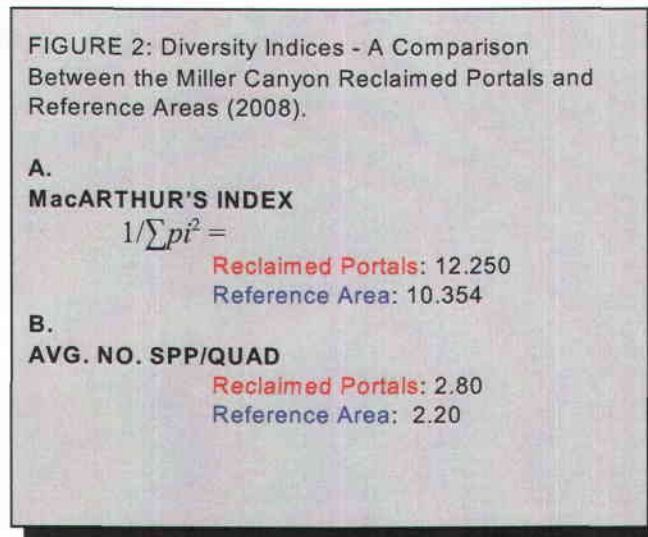 FIGURE 2: Diversity Indices - A Comparison
Between the Miller Canyon Reclaimed Portals and
Reference Areas (2008).
A.
MacARTHUR'S INDEX
1/∑pi² =
Reclaimed Portals: 12.250
Reference Area: 10.354
B.
AVG. NO. SPP/QUAD
Reclaimed Portals: 2.80
Reference Area: 2.20